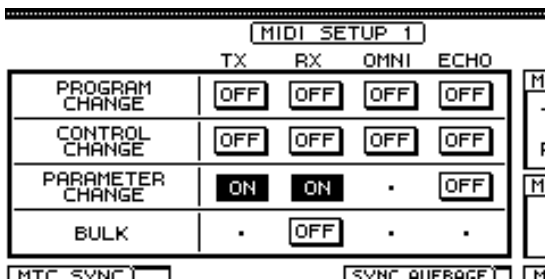 MIDI SETUP 1
TX RX OMNI ECHO
PROGRAM
CHANGE OFF OFF OFF OFF
CONTROL
CHANGE OFF OFF OFF OFF
PARAMETER
CHANGE ON ON · OFF
BULK · OFF · ·
MTC SYNC SYNC AVERAGE